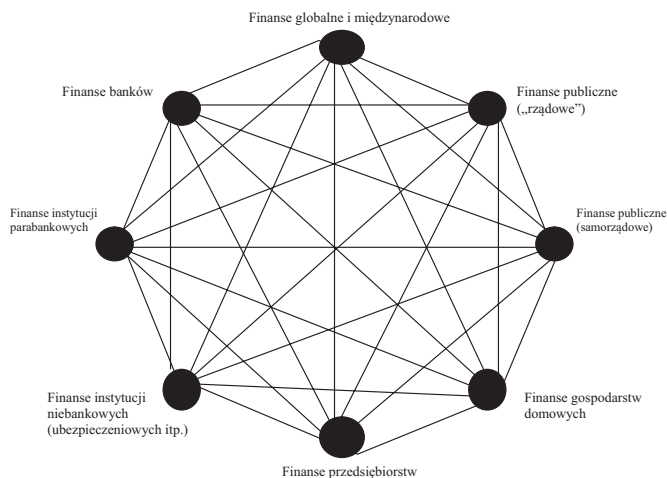 Finanse globalne i międzynarodowe
Finanse banków
Finanse publiczne
(„rządowe”)
Finanse instytucji
parabankowych
Finanse publiczne
(samorządowe)
Finanse instytucji
niebankowych
(ubezpieczeniowych itp.)
Finanse gospodarstw
domowych
Finanse przedsiębiorstw